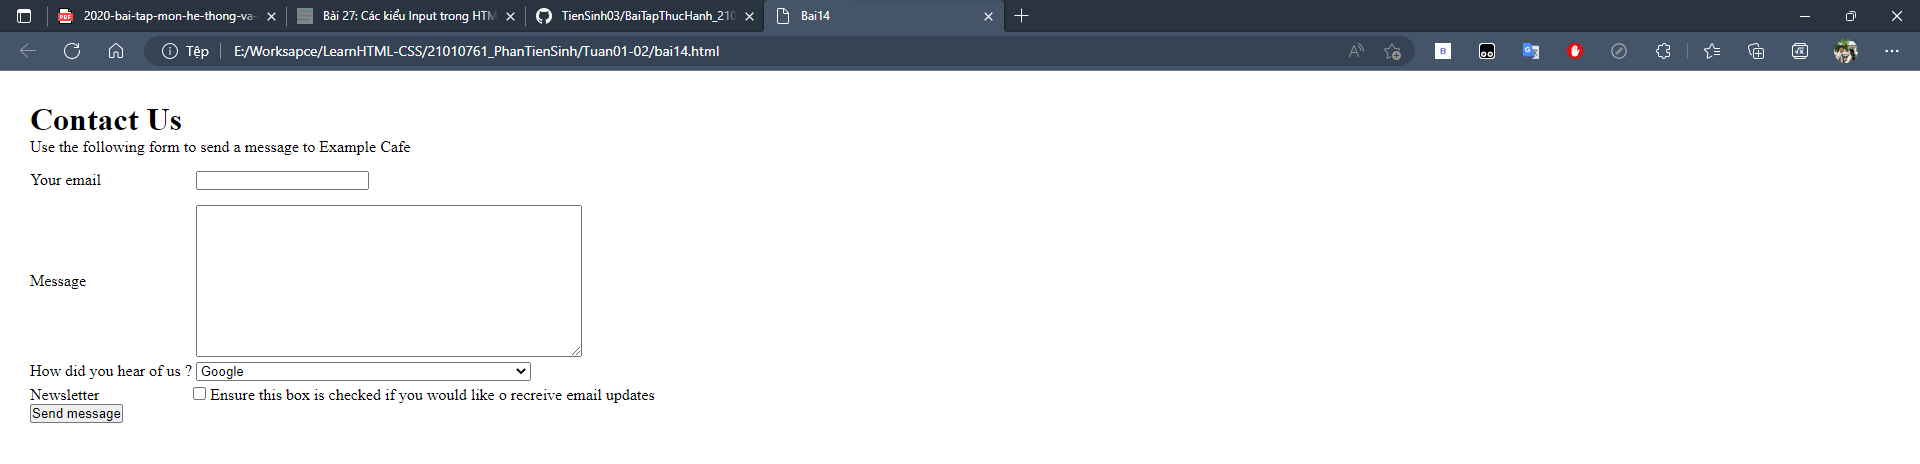 2020-bai-tap-mon-he-thong-va-
Bài 27: Các kiểu Input trong HTM
TienSinh03/BaiTapThucHanh_210
Bai14
Tệp
E:/Worksapce/LearnHTML-CSS/21010761_PhanTienSinh/Tuan01-02/bai14.html
Contact Us
Use the following form to send a message to Example Cafe
Your email
Message
How did you hear of us ? Google
Newsletter Ensure this box is checked if you would like o recreive email updates
Send message